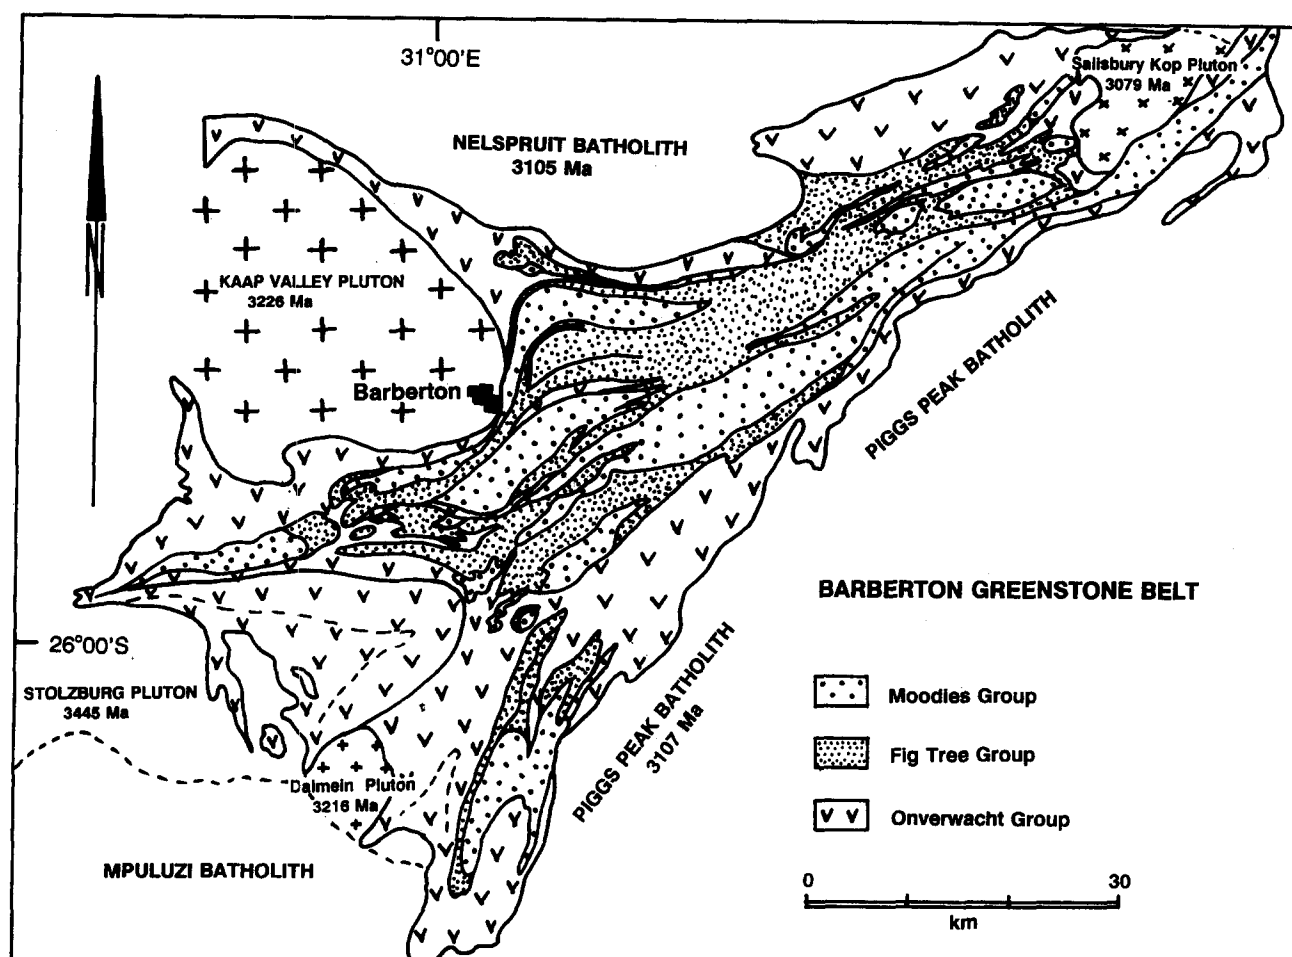 31°00'E
Salisbury Kop Pluton
3079 Ma
NELSPRUIT BATHOLITH
3105 Ma
KAAP VALLEY PLUTON
3226 Ma
Barberton
PIGGS PEAK BATHOLITH
N
26°00'S
STOLZBURG PLUTON
3445 Ma
Dalmein Pluton
3216 Ma
MPULUZI BATHOLITH
PIGGS PEAK BATHOLITH
3107 Ma
BARBERTON GREENSTONE BELT
Moodies Group
Fig Tree Group
Onverwacht Group
0 30
km